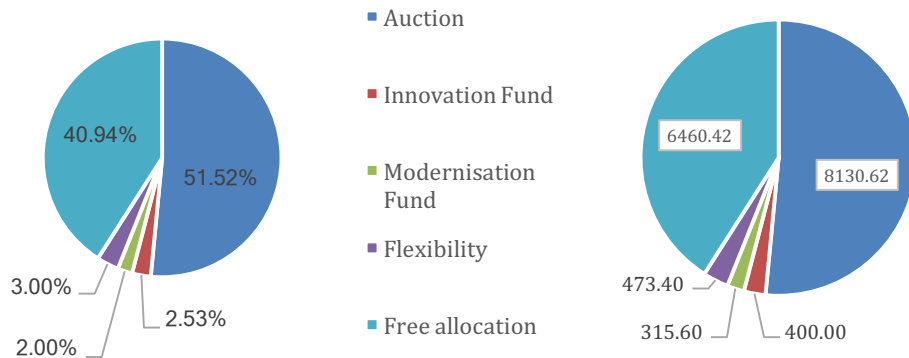 40.94%
51.52%
3.00%
2.00%
2.53%
Auction
Innovation Fund
Modernisation
Fund
Flexibility
Free allocation
6460.42
8130.62
473.40
315.60
400.00